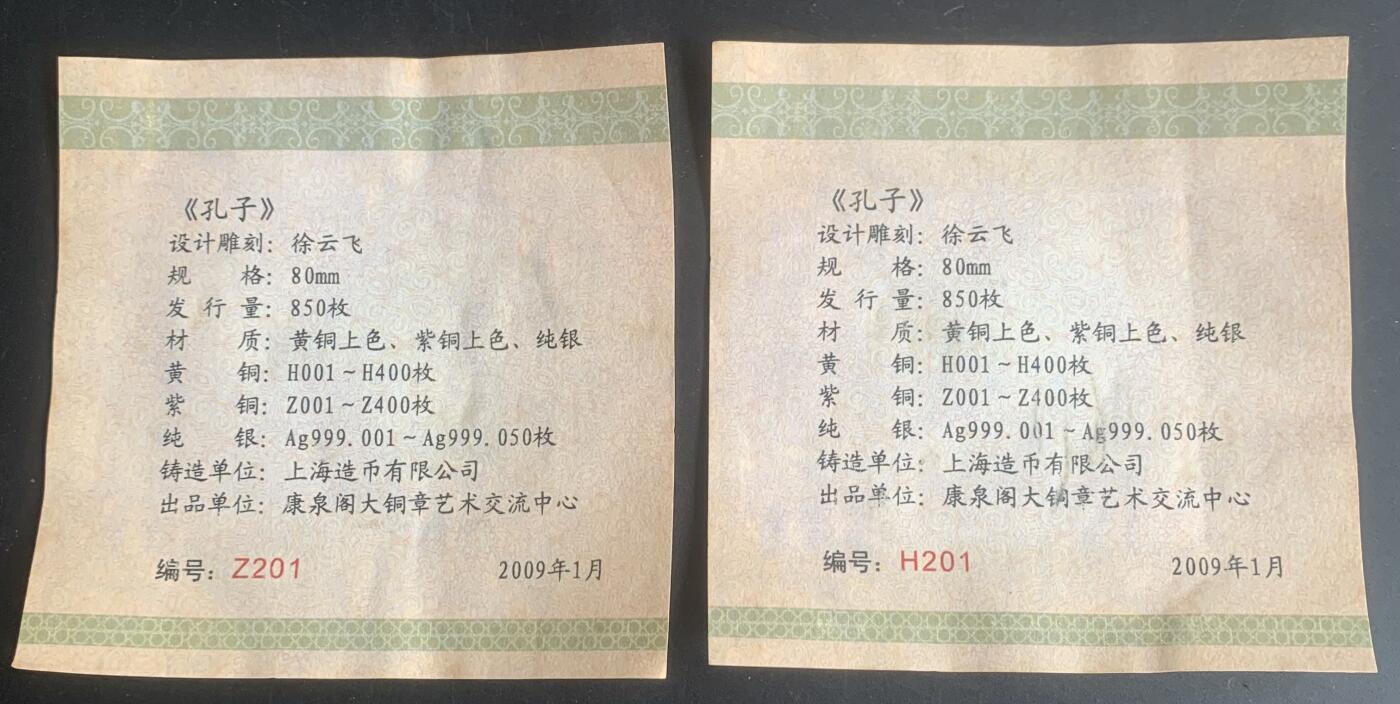 《孔子》
设计雕刻：徐云飞
规 格：80mm
发 行 量：850枚
材 质：黄铜上色、紫铜上色、纯银
黄 铜：H001～H400枚
紫 铜：Z001～Z400枚
纯 银：Ag999.001～Ag999.050枚
铸造单位：上海造币有限公司
出品单位：康泉阁大铜章艺术交流中心
编号：Z201 2009年1月
《孔子》
设计雕刻：徐云飞
规 格：80mm
发 行 量：850枚
材 质：黄铜上色、紫铜上色、纯银
黄 铜：H001～H400枚
紫 铜：Z001～Z400枚
纯 银：Ag999.001～Ag999.050枚
铸造单位：上海造币有限公司
出品单位：康泉阁大铜章艺术交流中心
编号：H201 2009年1月